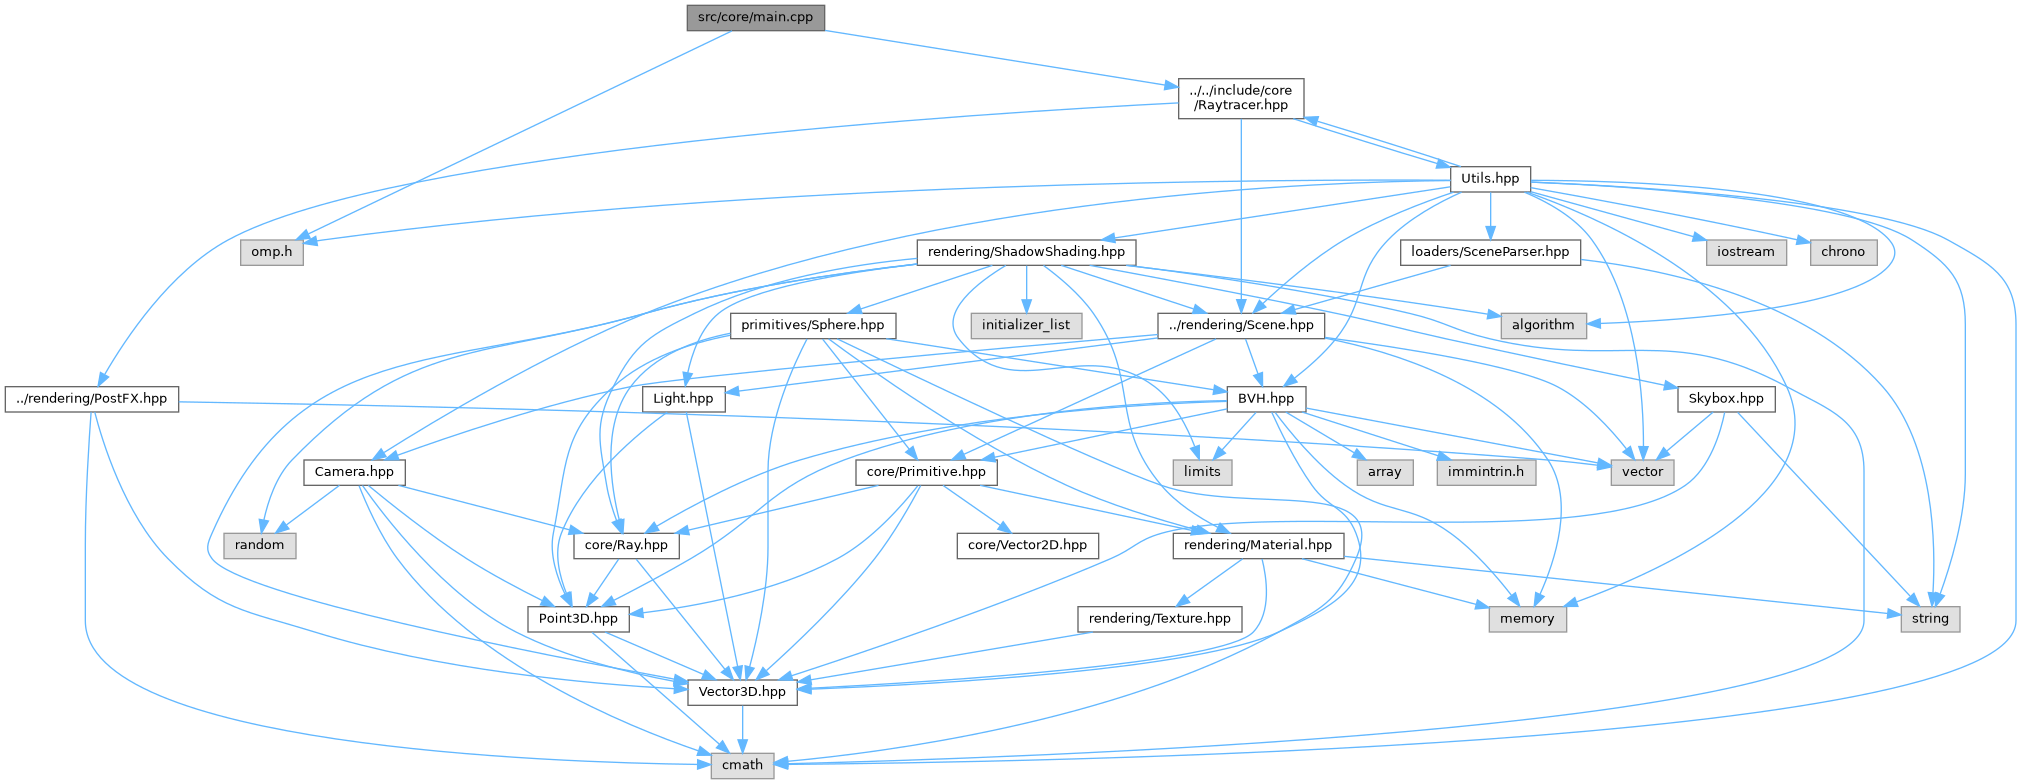 src/core/main.cpp
../../include/core
/Raytracer.hpp
Utils.hpp
omp.h
rendering/ShadowShading.hpp
loaders/SceneParser.hpp
iostream
chrono
primitives/Sphere.hpp
initializer_list
../rendering/Scene.hpp
algorithm
../rendering/PostFX.hpp
Light.hpp
BVH.hpp
Skybox.hpp
Camera.hpp
core/Primitive.hpp
limits
array
immintrin.h
vector
random
core/Ray.hpp
core/Vector2D.hpp
rendering/Material.hpp
Point3D.hpp
rendering/Texture.hpp
memory
string
Vector3D.hpp
cmath